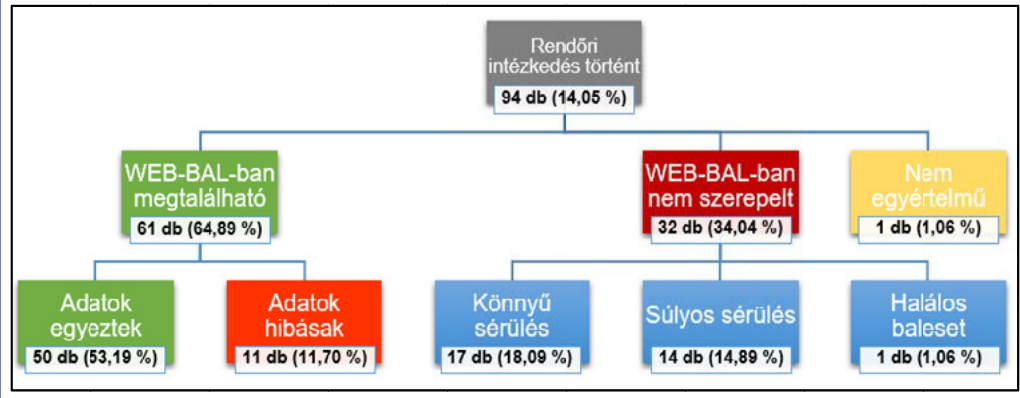 Rendőri
intézkedés történt
94 db (14,05 %)
WEB-BAL-ban
megtalálható
61 db (64,89 %)
WEB-BAL-ban
nem szerepelt
32 db (34,04 %)
Nem
egyértelmű
1 db (1,06 %)
Adatok
egyeztek
50 db (53,19 %)
Adatok
hibásak
11 db (11,70 %)
Könnyű
sérülés
17 db (18,09 %)
Súlyos sérülés
14 db (14,89 %)
Halálos
baleset
1 db (1,06 %)